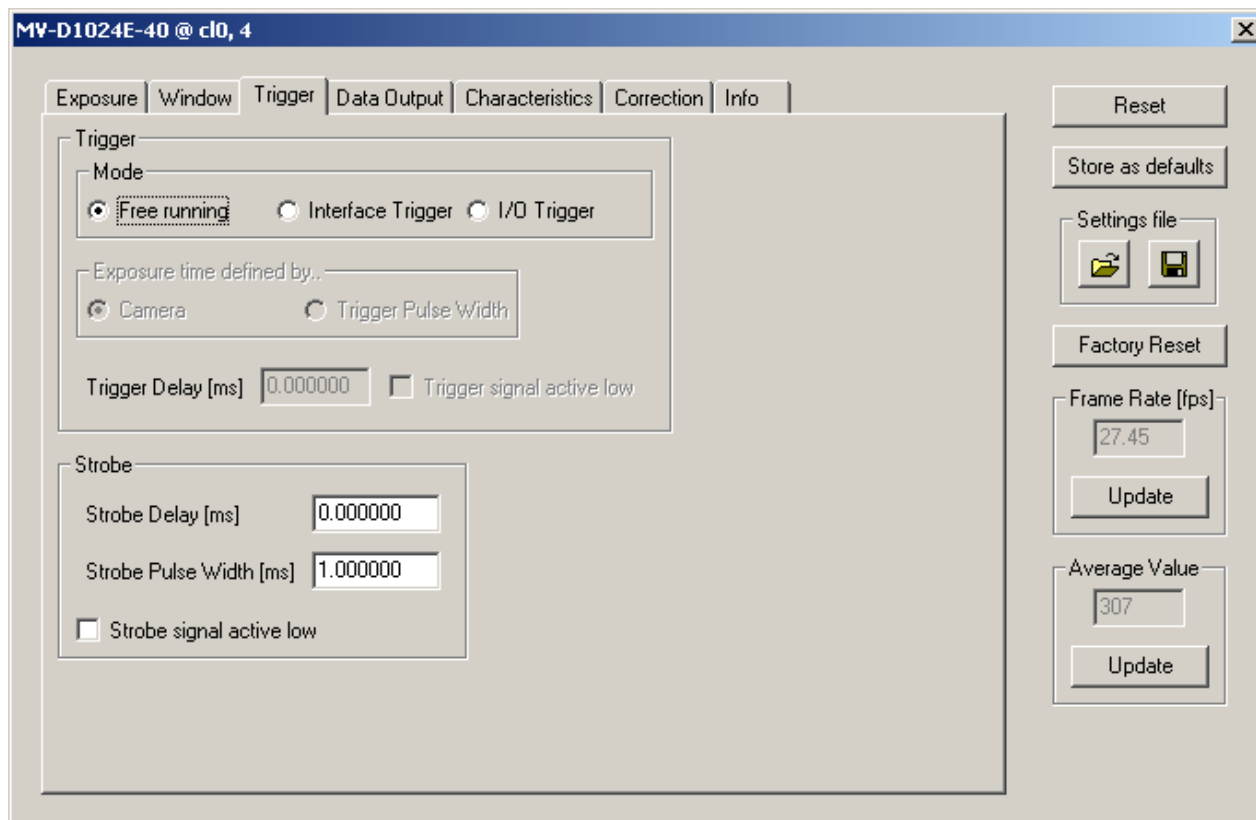 MV-D1024E-40 @ cl0, 4
Exposure Window Trigger Data Output Characteristics Correction Info
Trigger
Mode
Free running Interface Trigger I/O Trigger
Exposure time defined by..
Camera Trigger Pulse Width
Trigger Delay [ms] 0.000000 Trigger signal active low
Strobe
Strobe Delay [ms] 0.000000
Strobe Pulse Width [ms] 1.000000
Strobe signal active low
Reset
Store as defaults
Settings file
Factory Reset
Frame Rate [fps]
27.45
Update
Average Value
307
Update